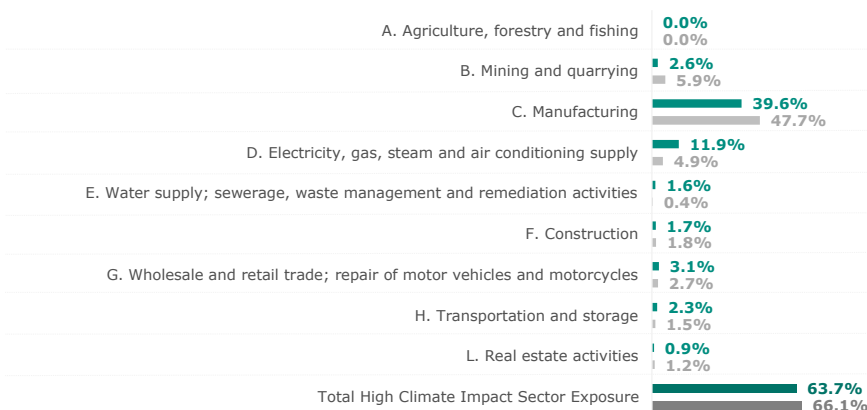 A. Agriculture, forestry and fishing
0.0%
0.0%
B. Mining and quarrying
2.6%
5.9%
C. Manufacturing
39.6%
47.7%
D. Electricity, gas, steam and air conditioning supply
11.9%
4.9%
E. Water supply; sewerage, waste management and remediation activities
1.6%
0.4%
F. Construction
1.7%
1.8%
G. Wholesale and retail trade; repair of motor vehicles and motorcycles
3.1%
2.7%
H. Transportation and storage
2.3%
1.5%
L. Real estate activities
0.9%
1.2%
Total High Climate Impact Sector Exposure
63.7%
66.1%